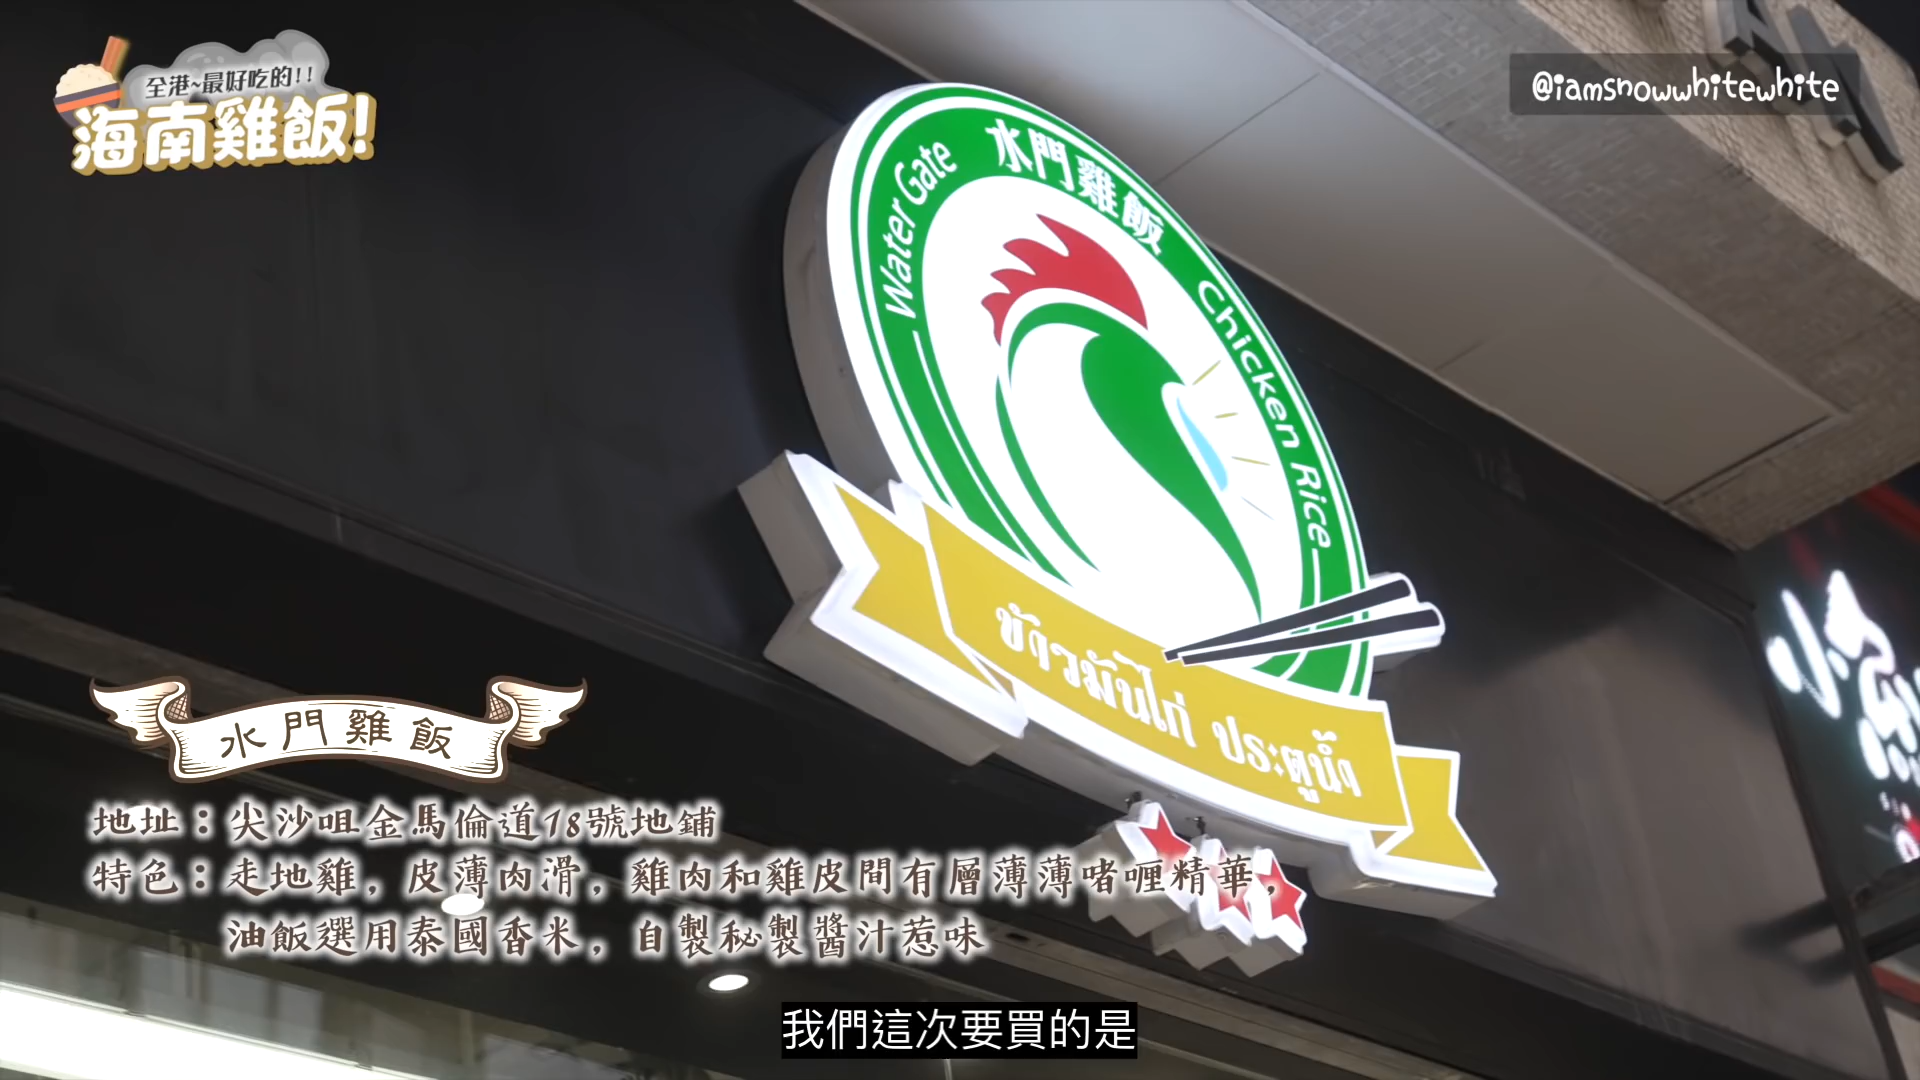 全港~最好吃的!!
海南雞飯!
@iamsnowwhitewhite
Water Gate
水門雞飯
Chicken Rice
ข้าวมันไก่ ประตูน้ำ
水門雞飯
地址：尖沙咀金馬倫道18號地鋪
特色：走地雞，皮薄肉滑，雞肉和雞皮間有層薄薄啫喱精華，
油飯選用泰國香米，自製秘製醬汁惹味
我們這次要買的是